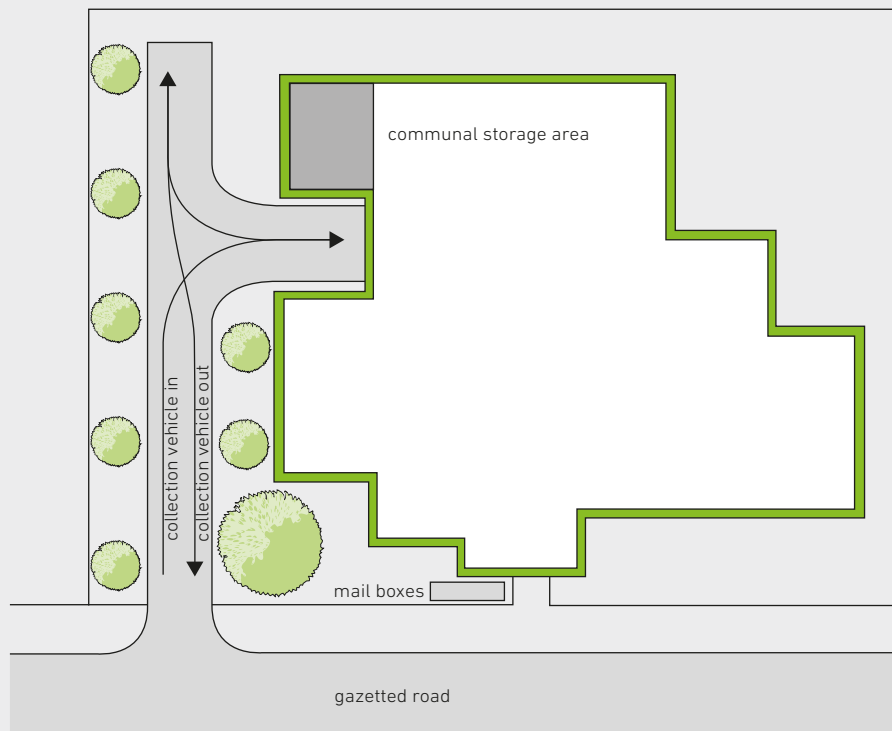 communal storage area
collection vehicle in
collection vehicle out
mail boxes
gazetted road